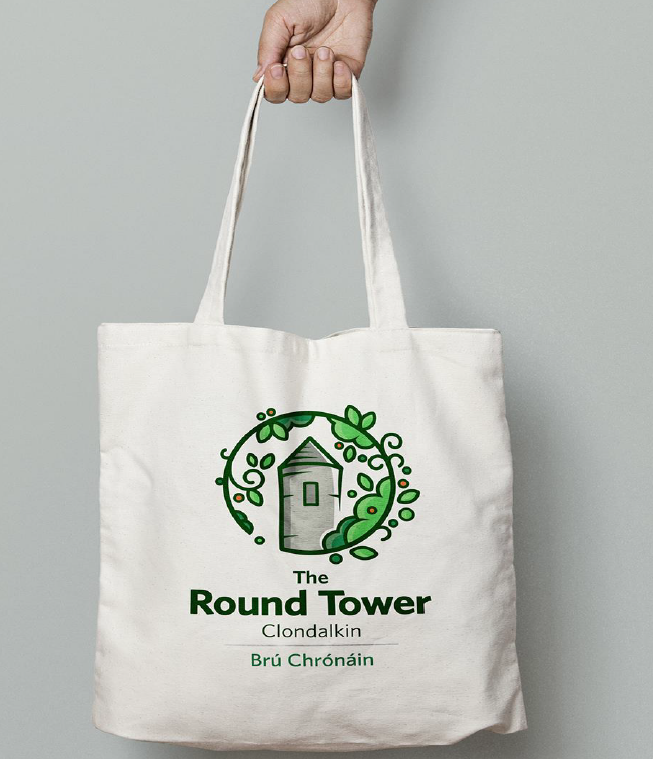 The
Round Tower
Clondalkin
Brú Chrónáin